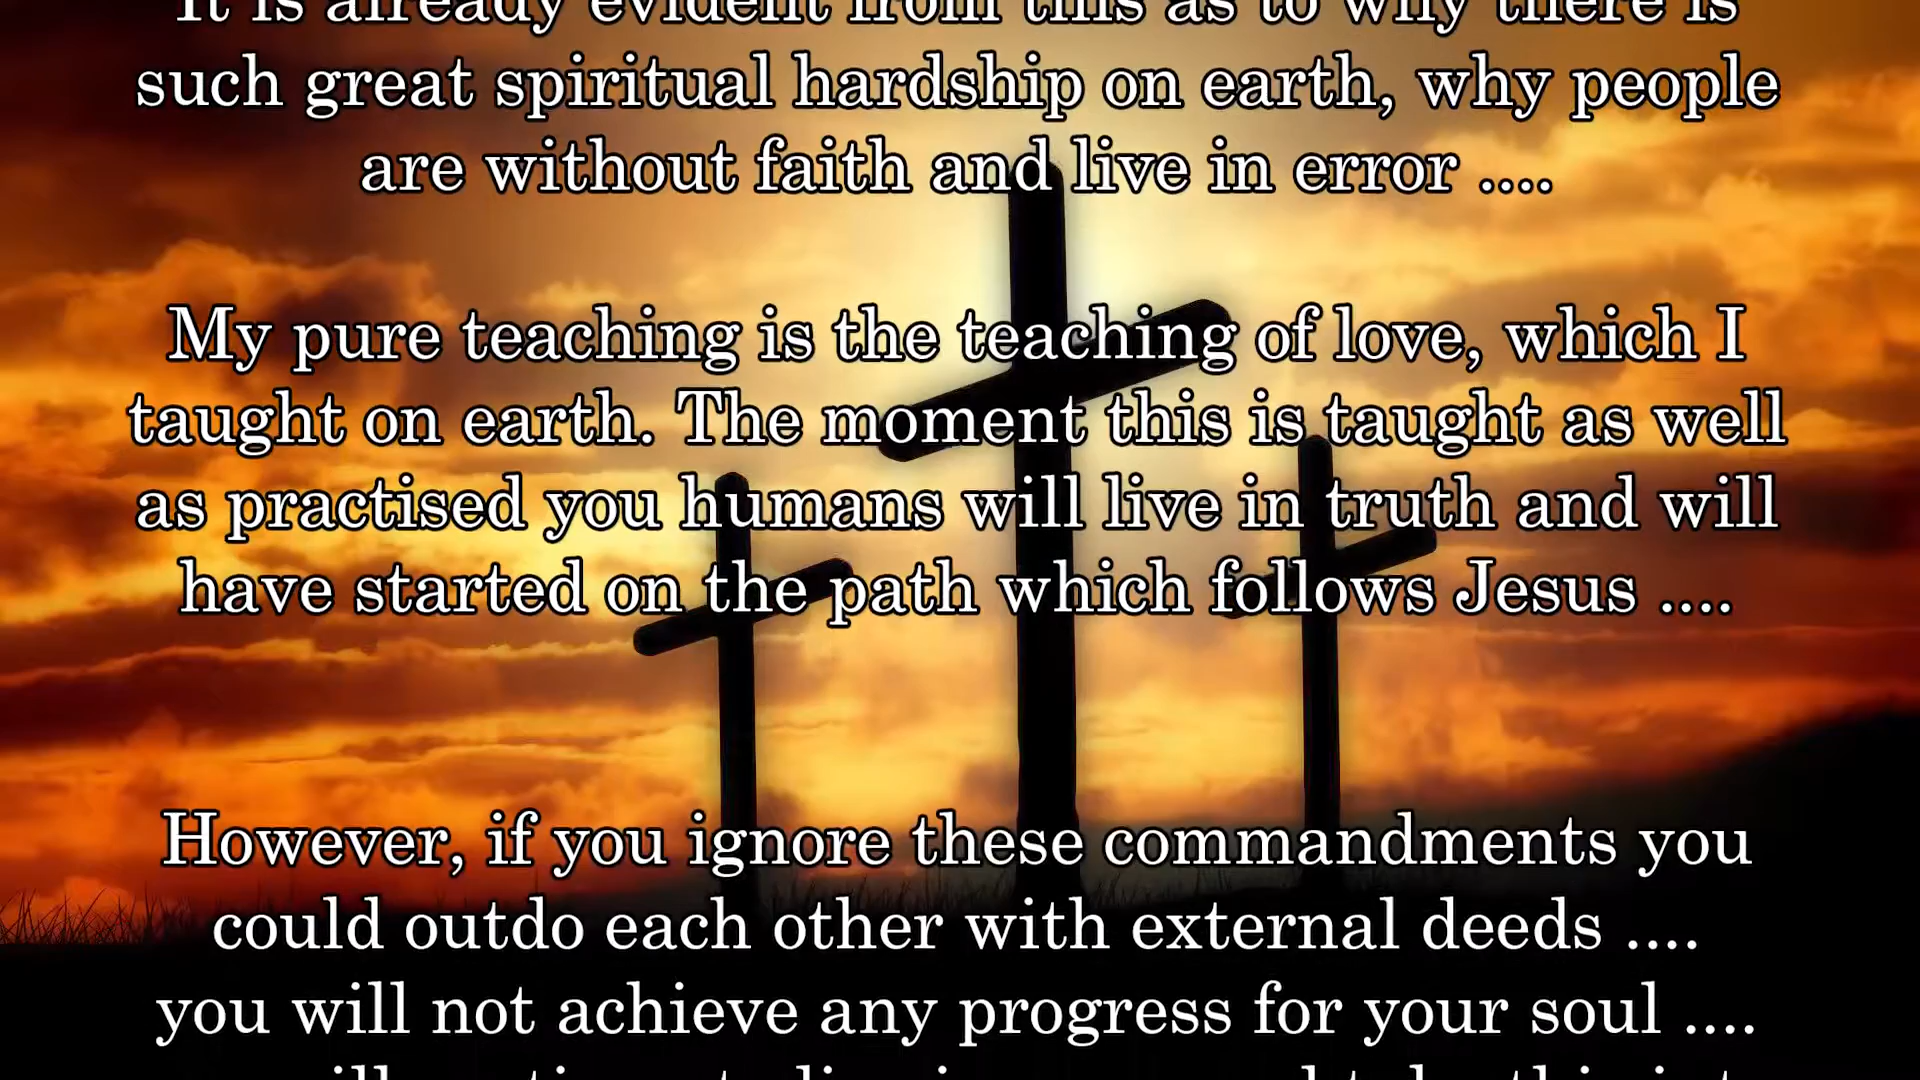 It is already evident from this as to why there is
such great spiritual hardship on earth, why people
are without faith and live in error ....
My pure teaching is the teaching of love, which I
taught on earth. The moment this is taught as well
as practised you humans will live in truth and will
have started on the path which follows Jesus ....
However, if you ignore these commandments you
could outdo each other with external deeds ....
you will not achieve any progress for your soul ....